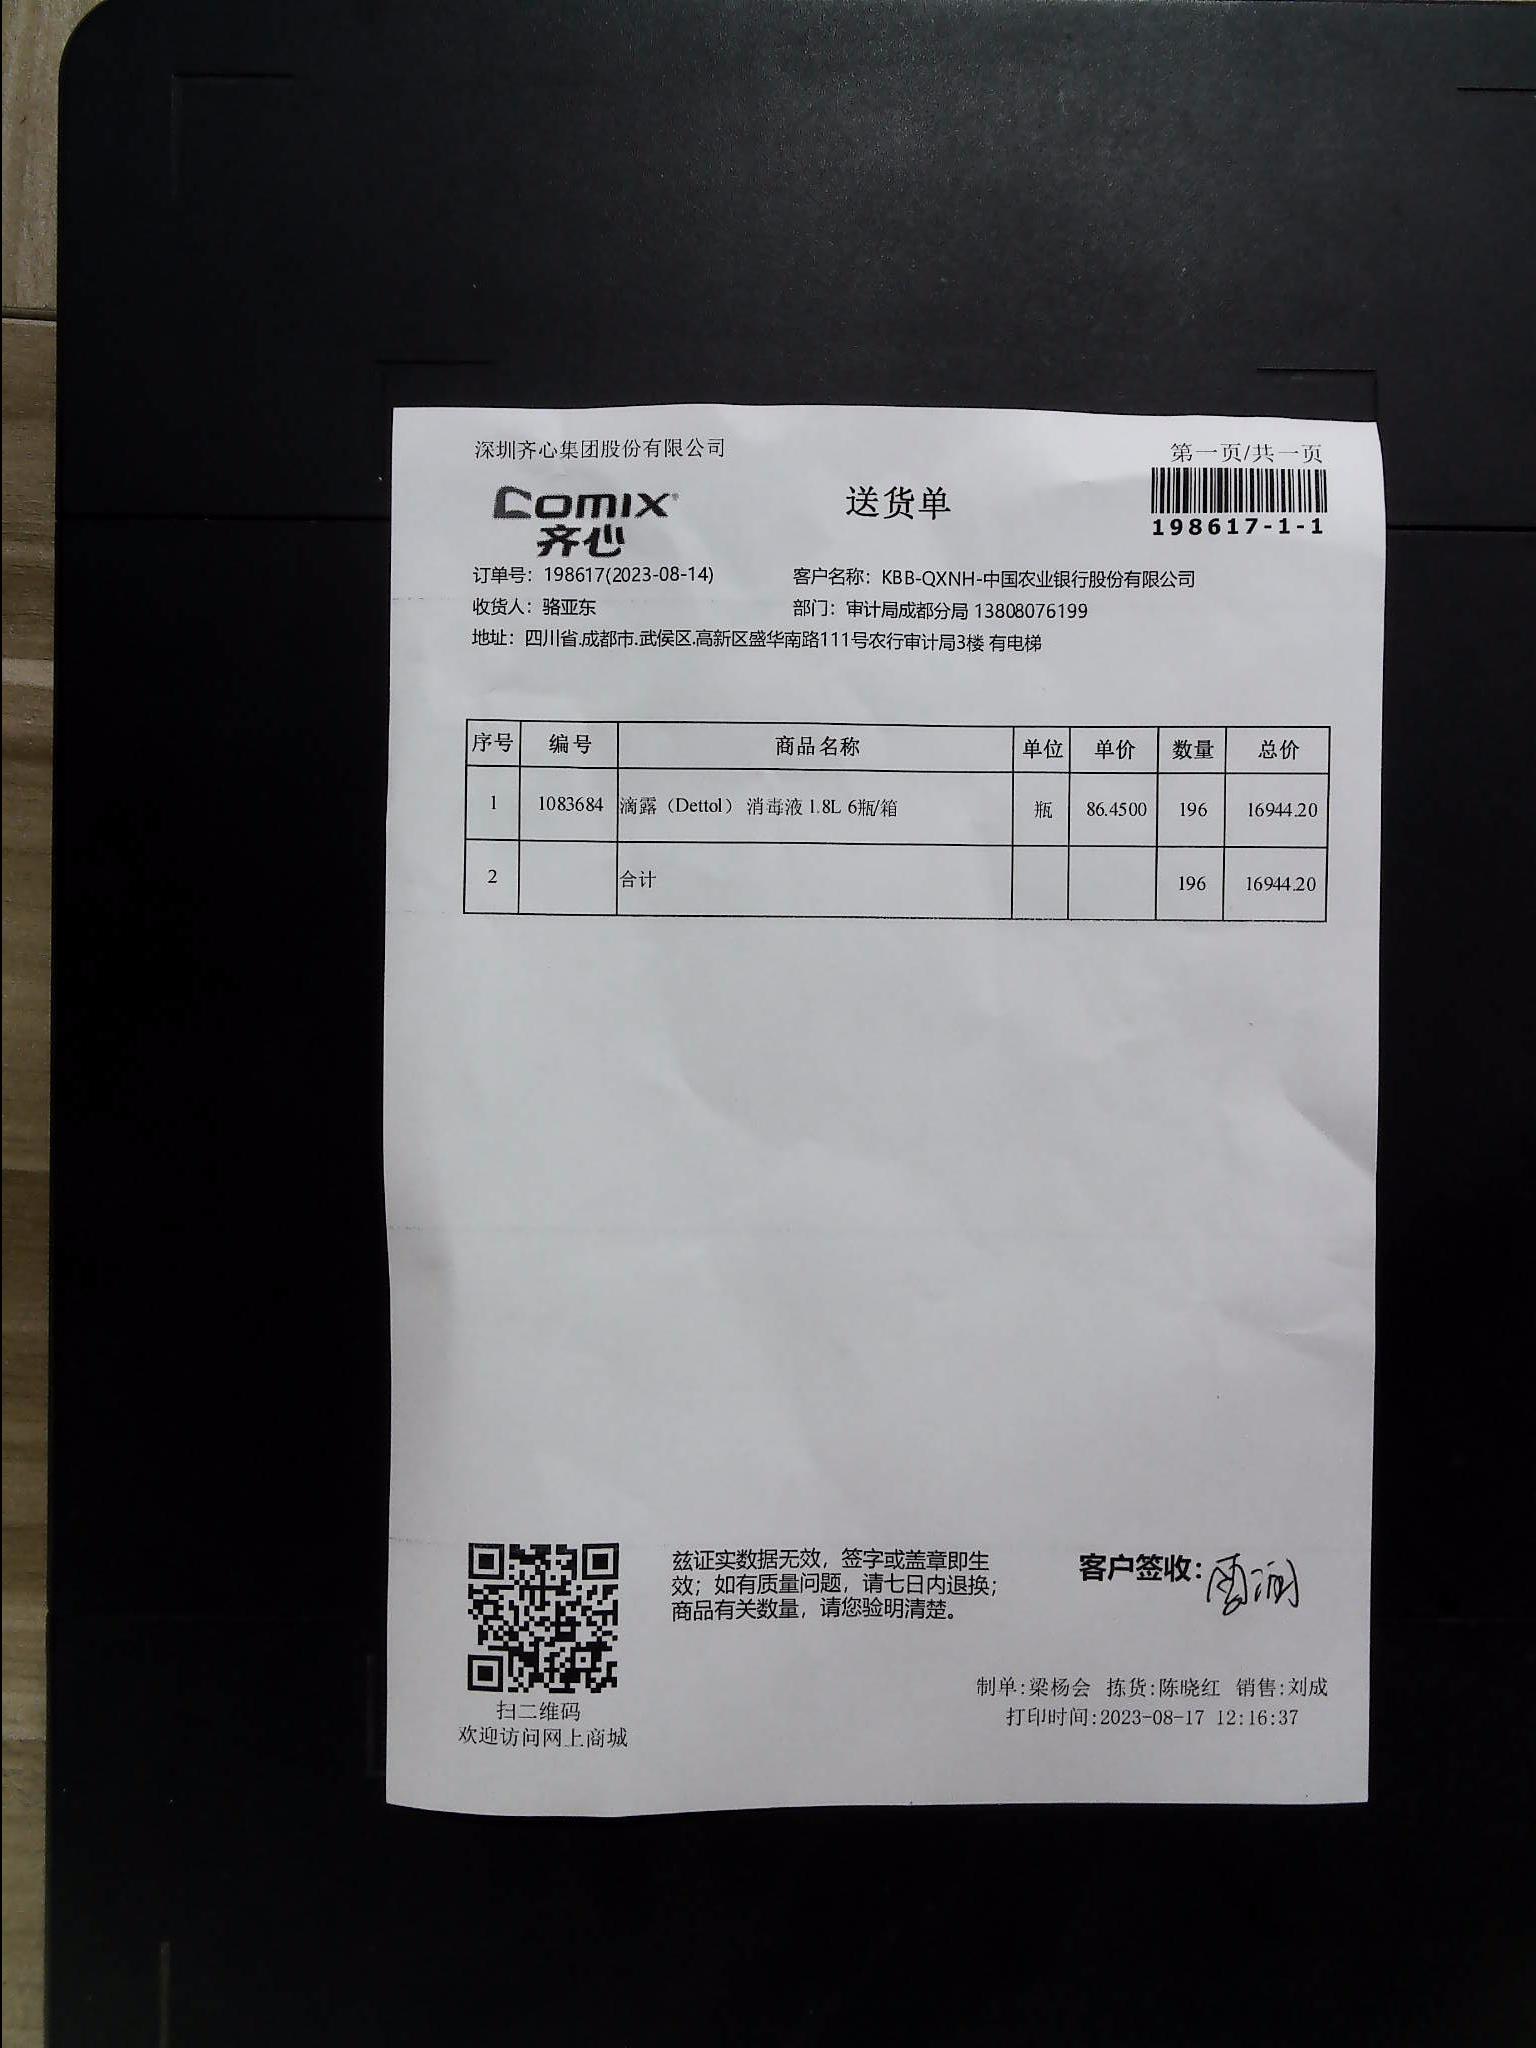 深圳齐心集团股份有限公司
第一页/共一页
comix
齐心
送货单
198617-1-1
订单号：198617(2023-08-14)
客户名称：KBB-QXNH-中国农业银行股份有限公司
收货人：骆亚东
部门：审计局成都分局 13808076199
地址：四川省.成都市.武侯区.高新区盛华南路111号农行审计局3楼 有电梯
序号 编号 商品名称 单位 单价 数量 总价
1 1083684 滴露（Dettol） 消毒液 1.8L 6瓶/箱 瓶 86.4500 196 16944.20
2 合计 196 16944.20
兹证实数据无效，签字或盖章即生
效；如有质量问题，请七日内退换；
商品有关数量，请您验明清楚。
客户签收：
扫二维码
欢迎访问网上商城
制单:梁杨会 拣货:陈晓红 销售:刘成
打印时间:2023-08-17 12:16:37